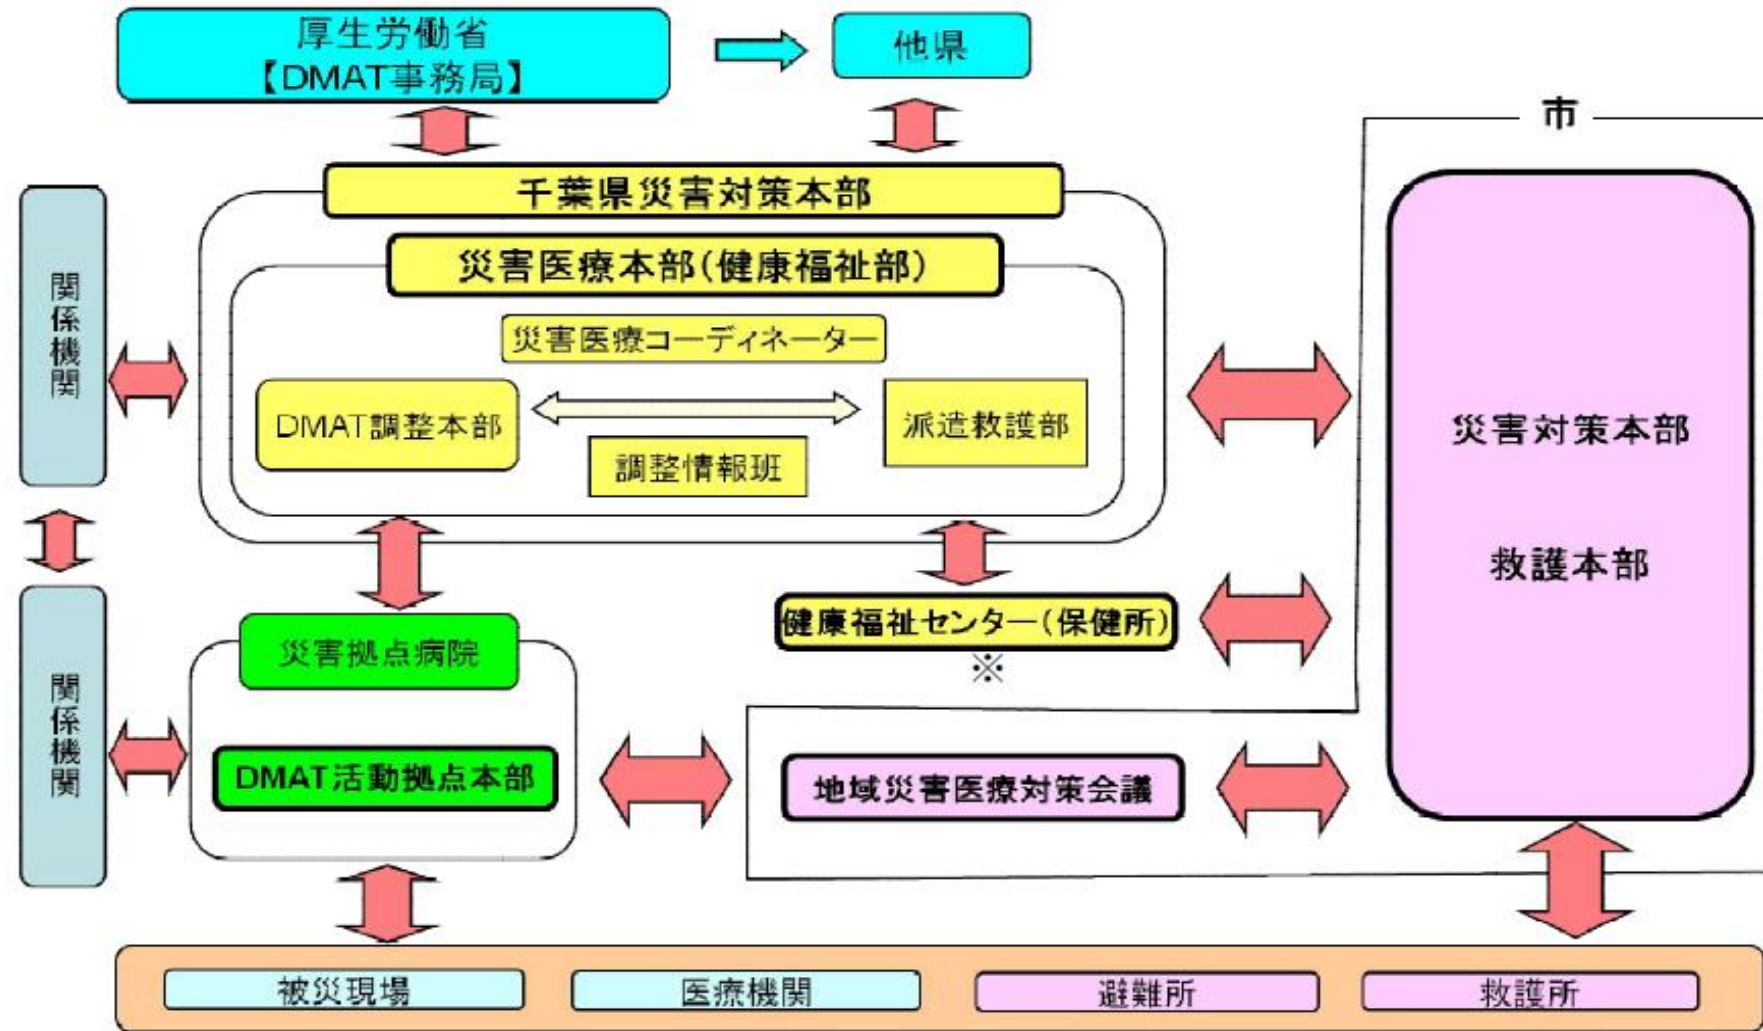 厚生労働省
【DMAT事務局】
他県
市
千葉県災害対策本部
災害医療本部(健康福祉部)
災害医療コーディネーター
DMAT調整本部
派遣救護部
調整情報班
関係機関
災害対策本部
救護本部
健康福祉センター(保健所)
※
災害拠点病院
DMAT活動拠点本部
関係機関
地域災害医療対策会議
被災現場
医療機関
避難所
救護所